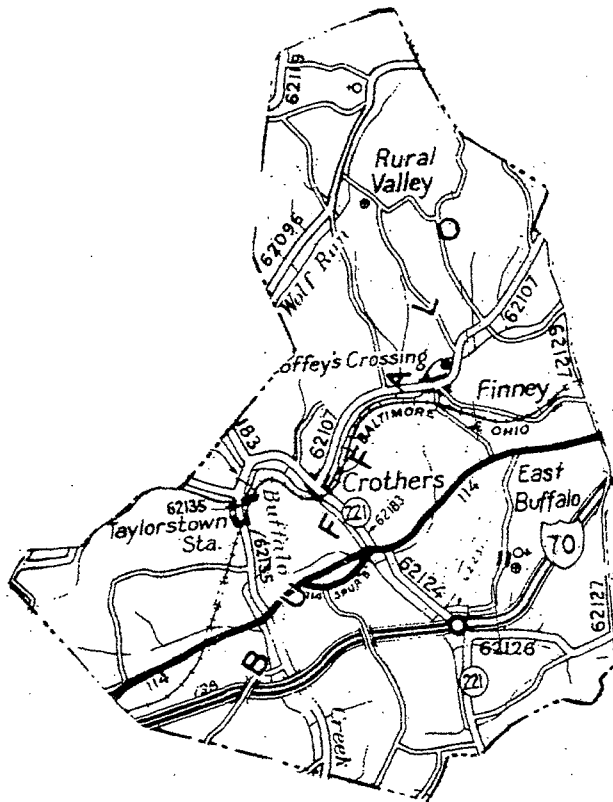 62119
Rural
Valley
62096
Wolf Run
62107
62127
offey's Crossing
Finney
183
62107
BALTIMORE
OHIO
Crothers
114
East
Buffalo
221
62183
62135
Taylorstown
Sta.
Buffalo
62135
70
SPUR
62124
62127
62126
114
221
Creek
B U F F A L O